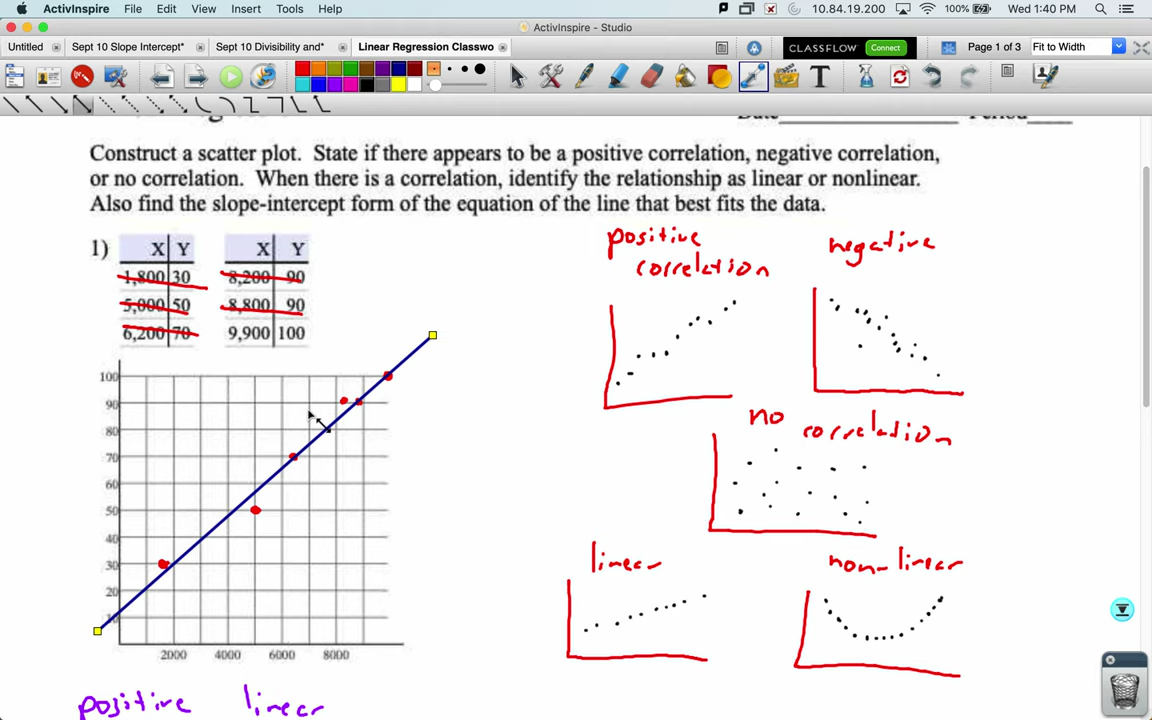 ActivInspire File Edit View Insert Tools Help 10.84.19.200 100% Wed 1:40 PM
ActivInspire - Studio
Untitled Sept 10 Slope Intercept* Sept 10 Divisibility and* Linear Regression Classwo CLASSFLOW Connect Page 1 of 3 Fit to Width
Date Period
Construct a scatter plot. State if there appears to be a positive correlation, negative correlation,
or no correlation. When there is a correlation, identify the relationship as linear or nonlinear.
Also find the slope-intercept form of the equation of the line that best fits the data.
1) X Y X Y
1,800 30 8,200 90
5,000 50 8,800 90
6,200 70 9,900 100
positive
correlation
negative
no correlation
linear
non-linear
100
90
80
70
60
50
40
30
20
10
2000 4000 6000 8000
positive linear